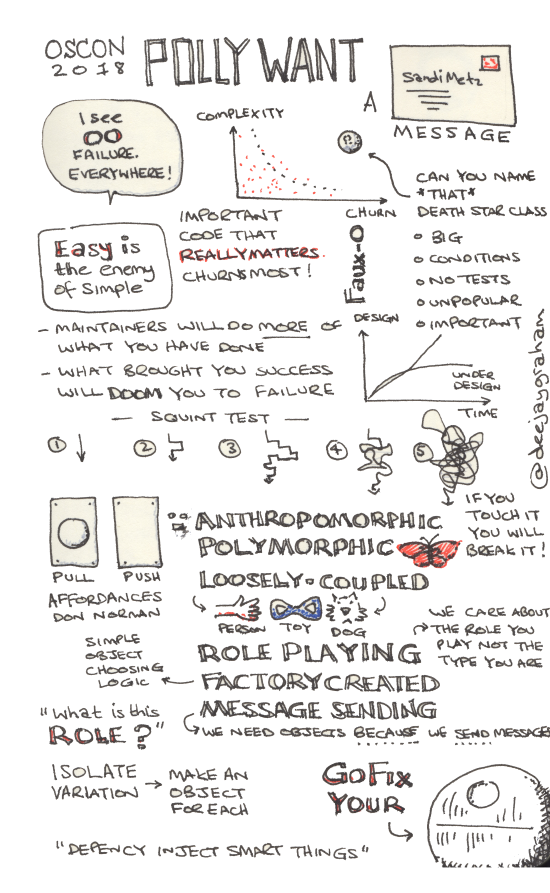 OSCON
2018
POLLY WANT
A
MESSAGE
Sandi Metz
I see
OO
FAILURE.
EVERYWHERE!
COMPLEXITY
CHURN
CAN YOU NAME
*THAT*
DEATH STAR CLASS
BIG
CONDITIONS
NO TESTS
UNPOPULAR
IMPORTANT
IMPORTANT
CODE THAT
REALLY MATTERS
CHURNS MOST!
Easy is
the enemy
of simple
Faux-O
DESIGN
UNDER
DESIGN
TIME
- MAINTAINERS WILL DO MORE OF
WHAT YOU HAVE DONE
- WHAT BROUGHT YOU SUCCESS
WILL DOOM YOU TO FAILURE
@deejaygraham
— SQUINT TEST —
1
2
3
4
5
IF YOU
TOUCH IT
YOU WILL
BREAK IT!
PULL PUSH
AFFORDANCES
DON NORMAN
ANTHROPOMORPHIC
POLYMORPHIC
LOOSELY-COUPLED
PERSON TOY DOG
ROLE PLAYING
WE CARE ABOUT
THE ROLE YOU
PLAY NOT THE
TYPE YOU ARE
SIMPLE
OBJECT
CHOOSING
LOGIC
FACTORY CREATED
MESSAGE SENDING
WE NEED OBJECTS BECAUSE WE SEND MESSAGES
"What is this
ROLE?"
ISOLATE
VARIATION
MAKE AN
OBJECT
FOR EACH
GO FIX
YOUR
"DEPENCY INJECT SMART THINGS"